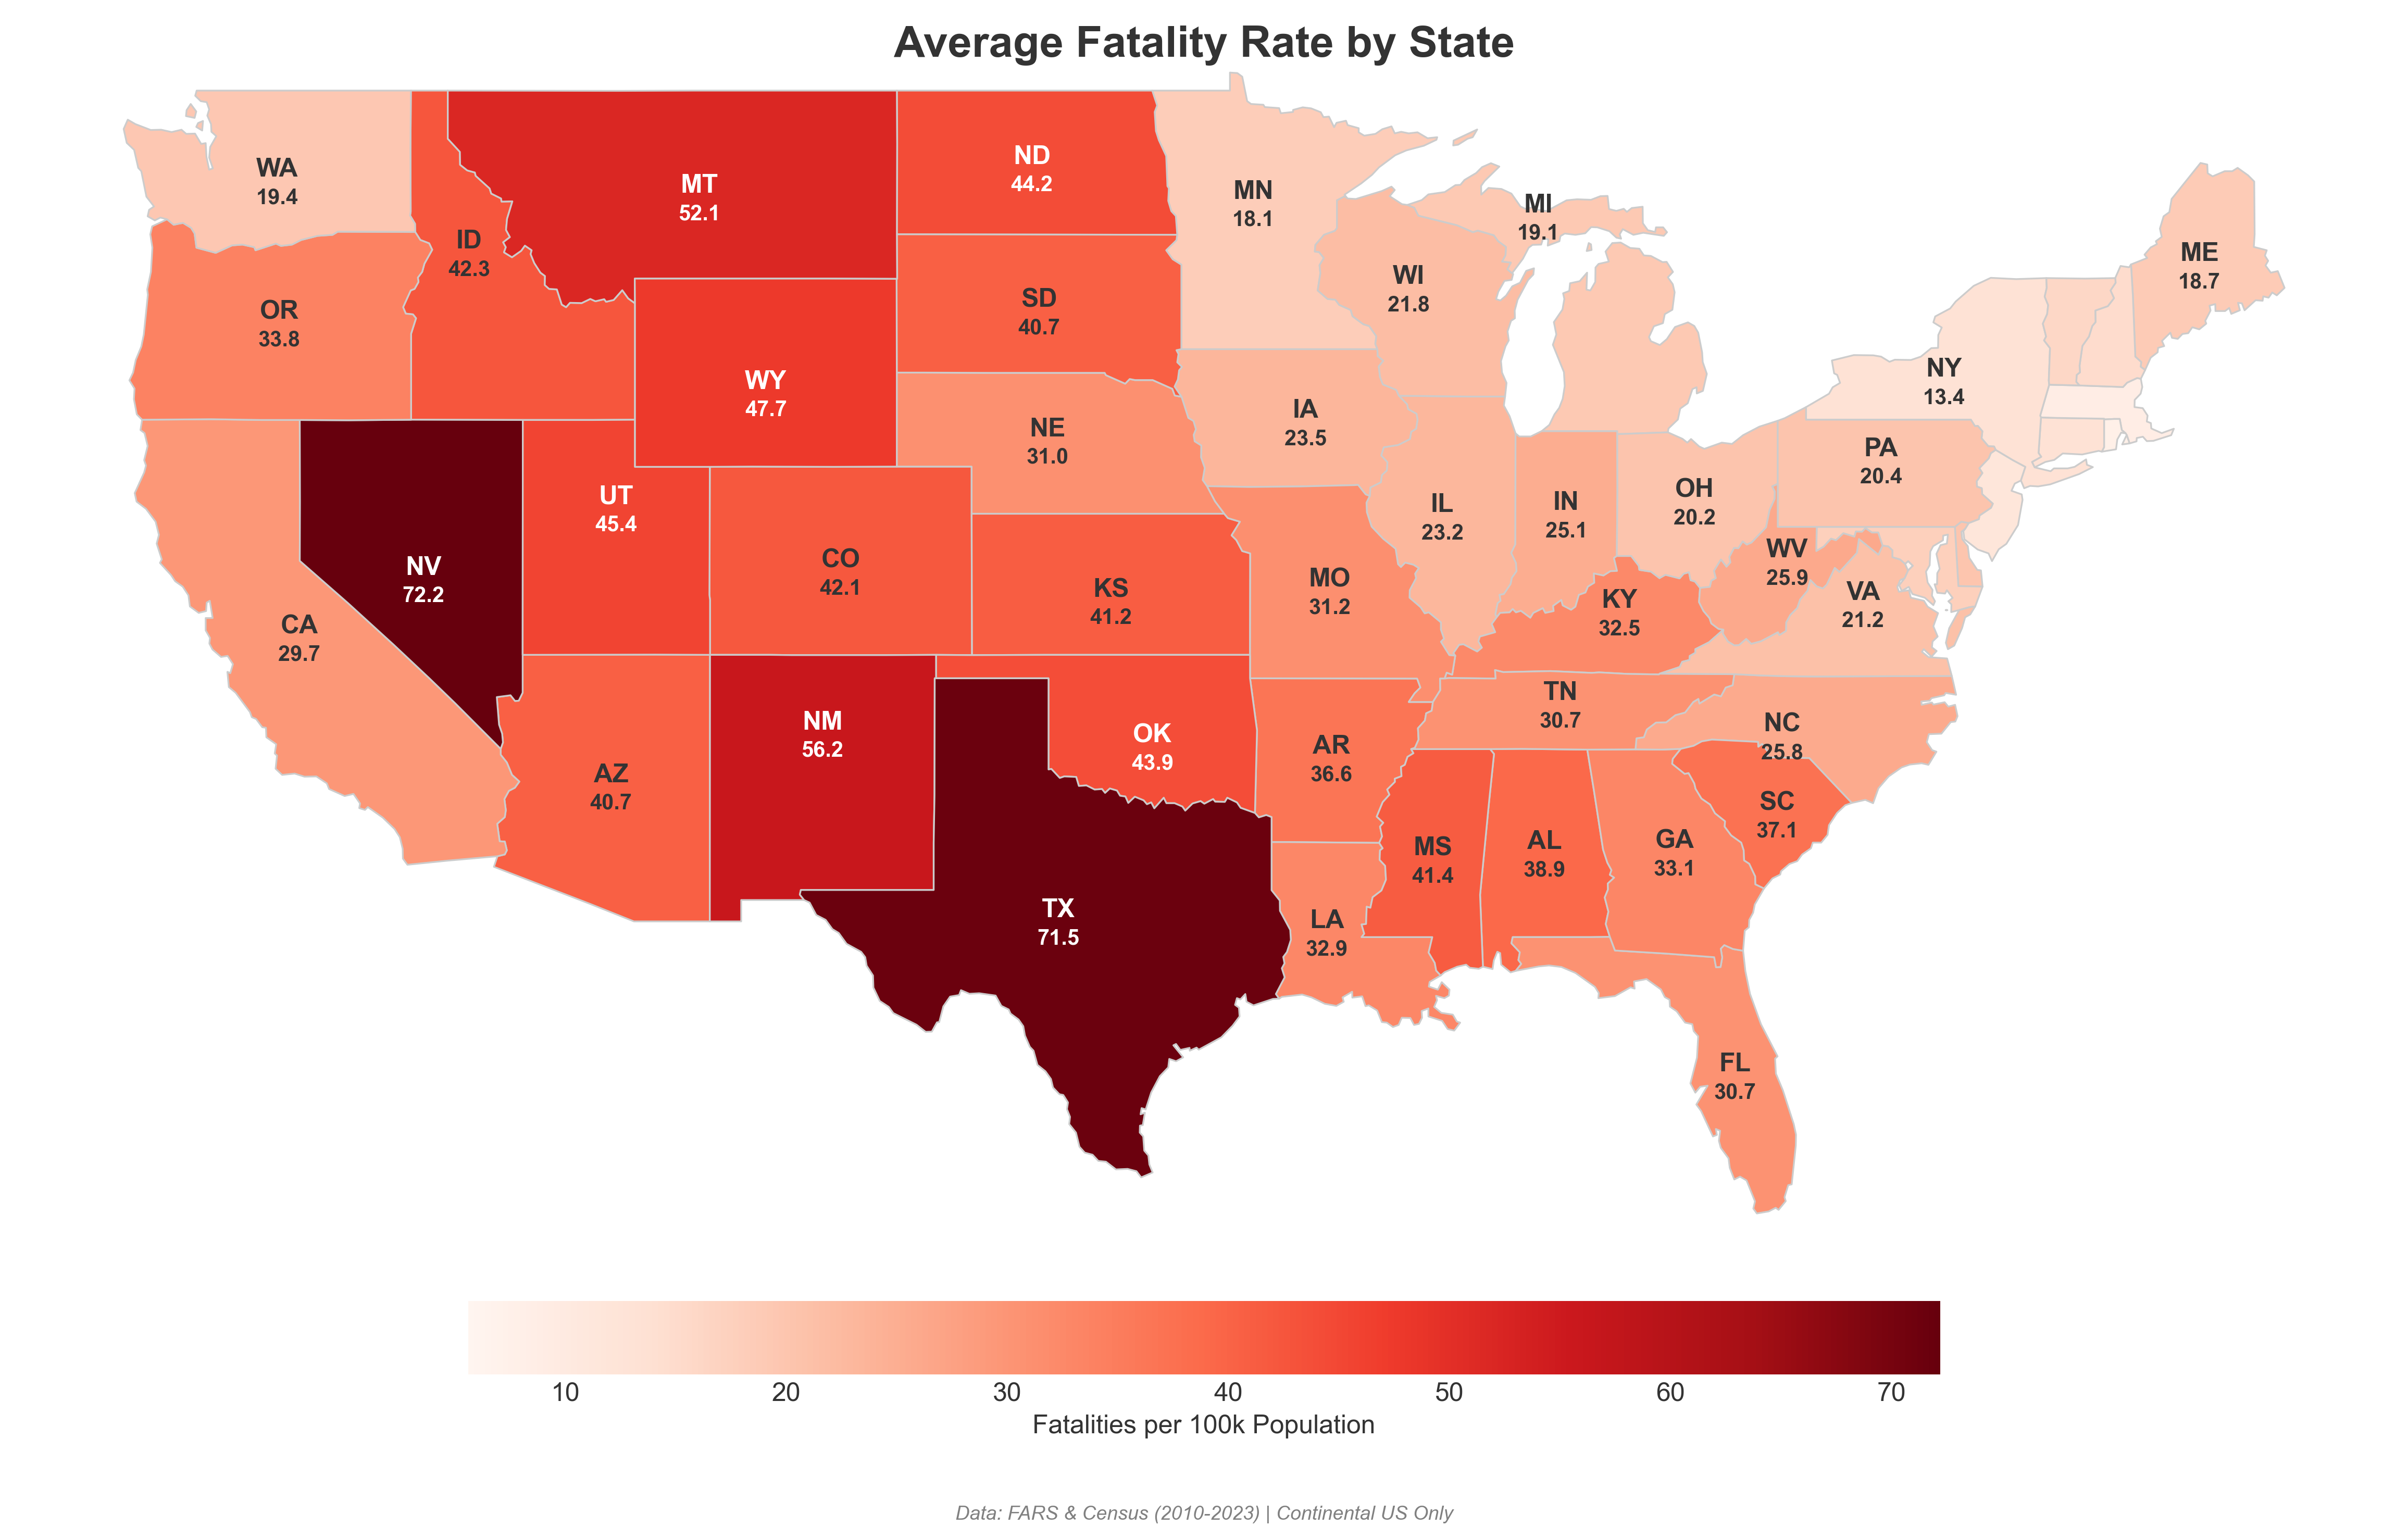 Average Fatality Rate by State
WA
19.4
MT
52.1
ND
44.2
MN
18.1
MI
19.1
ME
18.7
ID
42.3
OR
33.8
SD
40.7
WI
21.8
WY
47.7
NY
13.4
NE
31.0
IA
23.5
PA
20.4
UT
45.4
IL
23.2
IN
25.1
OH
20.2
NV
72.2
CO
42.1
KS
41.2
MO
31.2
WV
25.9
KY
32.5
VA
21.2
CA
29.7
TN
30.7
NM
56.2
OK
43.9
AR
36.6
NC
25.8
AZ
40.7
SC
37.1
MS
41.4
AL
38.9
GA
33.1
TX
71.5
LA
32.9
FL
30.7
10 20 30 40 50 60 70
Fatalities per 100k Population
Data: FARS & Census (2010-2023) | Continental US Only